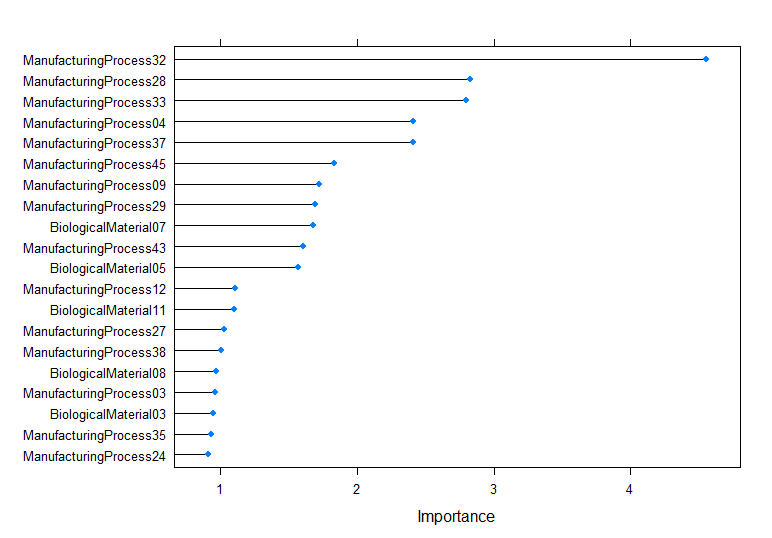 ManufacturingProcess32
ManufacturingProcess28
ManufacturingProcess33
ManufacturingProcess04
ManufacturingProcess37
ManufacturingProcess45
ManufacturingProcess09
ManufacturingProcess29
BiologicalMaterial07
ManufacturingProcess43
BiologicalMaterial05
ManufacturingProcess12
BiologicalMaterial11
ManufacturingProcess27
ManufacturingProcess38
BiologicalMaterial08
ManufacturingProcess03
BiologicalMaterial03
ManufacturingProcess35
ManufacturingProcess24
1 2 3 4
Importance